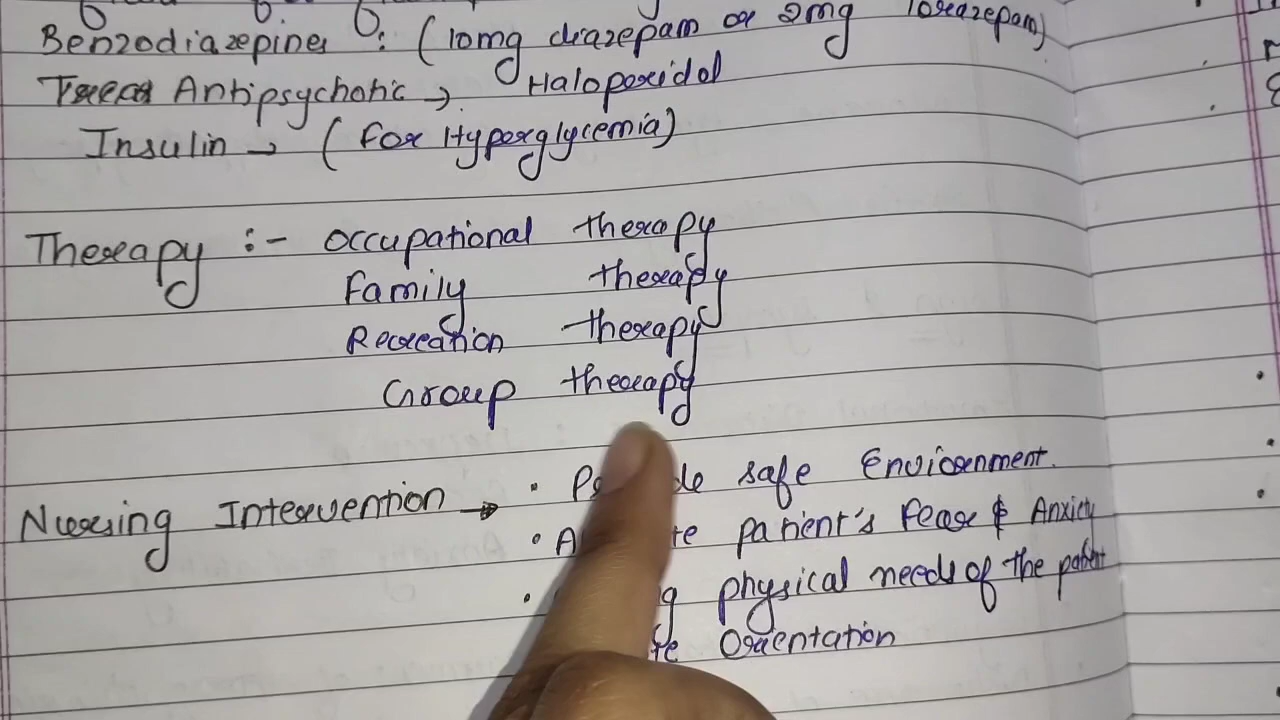 Benzodiazepines : (10mg diazepam or 2mg lorazepam)
Treat Antipsychotic → Haloperidol
Insulin → (for Hyperglycemia)
Therapy :- Occupational therapy
Family therapy
Recreation therapy
Group therapy
Nursing Intervention → • safe Environment.
• patient's Fear & Anxiety
• physical needs of the patient
Orientation